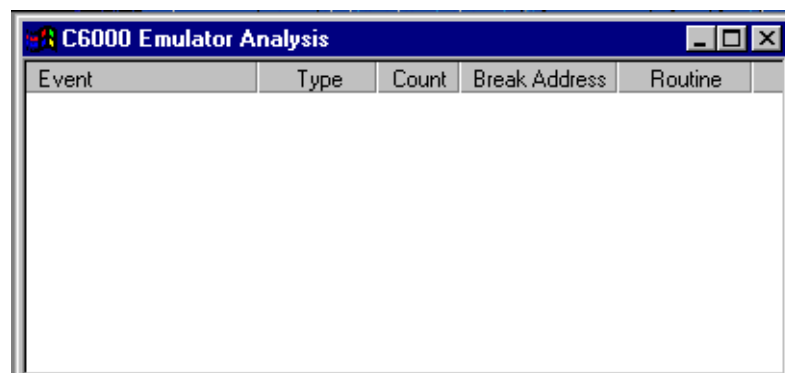 C6000 Emulator Analysis
Event Type Count Break Address Routine